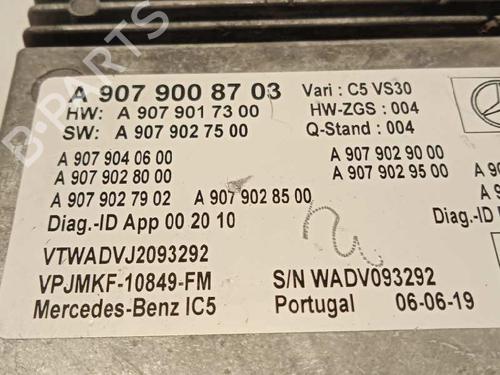 B-PARTS
A 907 900 87 03 Vari : C5 VS30
HW: A 907 901 73 00 HW-ZGS : 004
SW: A 907 902 75 00 Q-Stand : 004
A 907 904 06 00 A 907 902 90 00
A 907 902 80 00 A 907 902 95 00
A 907 902 79 02 A 907 902 85 00
Diag.-ID App 00 20 10
VTWADVJ2093292
VPJMKF-10849-FM S/N WADV093292
Mercedes-Benz IC5 Portugal 06-06-19